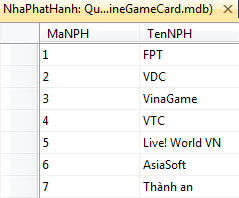 NhaPhatHanh: Qu...ineGameCard.mdb)
MaNPH TenNPH
1 FPT
2 VDC
3 VinaGame
4 VTC
5 Live! World VN
6 AsiaSoft
7 Thành an